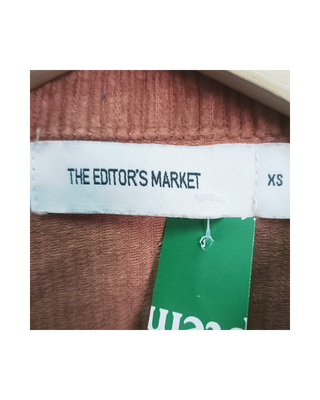 THE EDITOR'S MARKET
XS